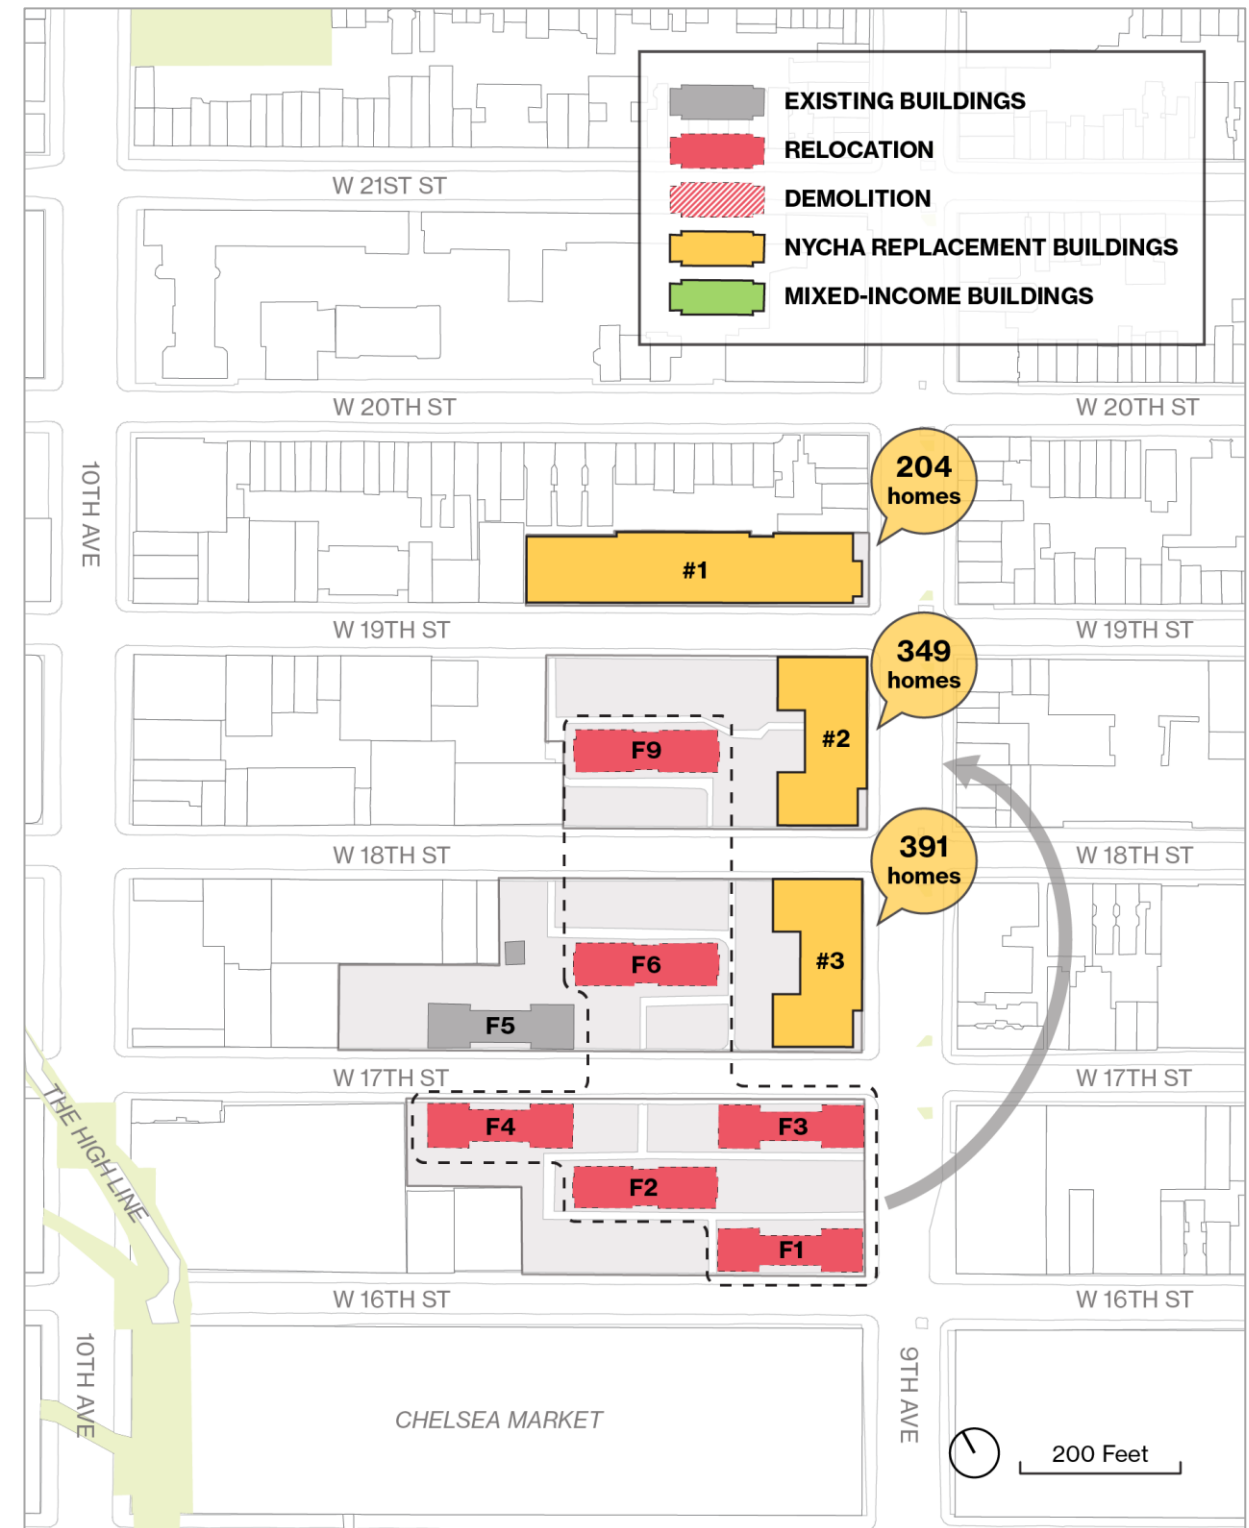 EXISTING BUILDINGS
RELOCATION
DEMOLITION
NYCHA REPLACEMENT BUILDINGS
MIXED-INCOME BUILDINGS
W 21ST ST
W 20TH ST
W 20TH ST
10TH AVE
204
homes
#1
W 19TH ST
W 19TH ST
349
homes
#2
F9
391
homes
W 18TH ST
W 18TH ST
F6
#3
F5
W 17TH ST
W 17TH ST
THE HIGH LINE
F4
F3
F2
F1
W 16TH ST
W 16TH ST
10TH AVE
9TH AVE
CHELSEA MARKET
200 Feet